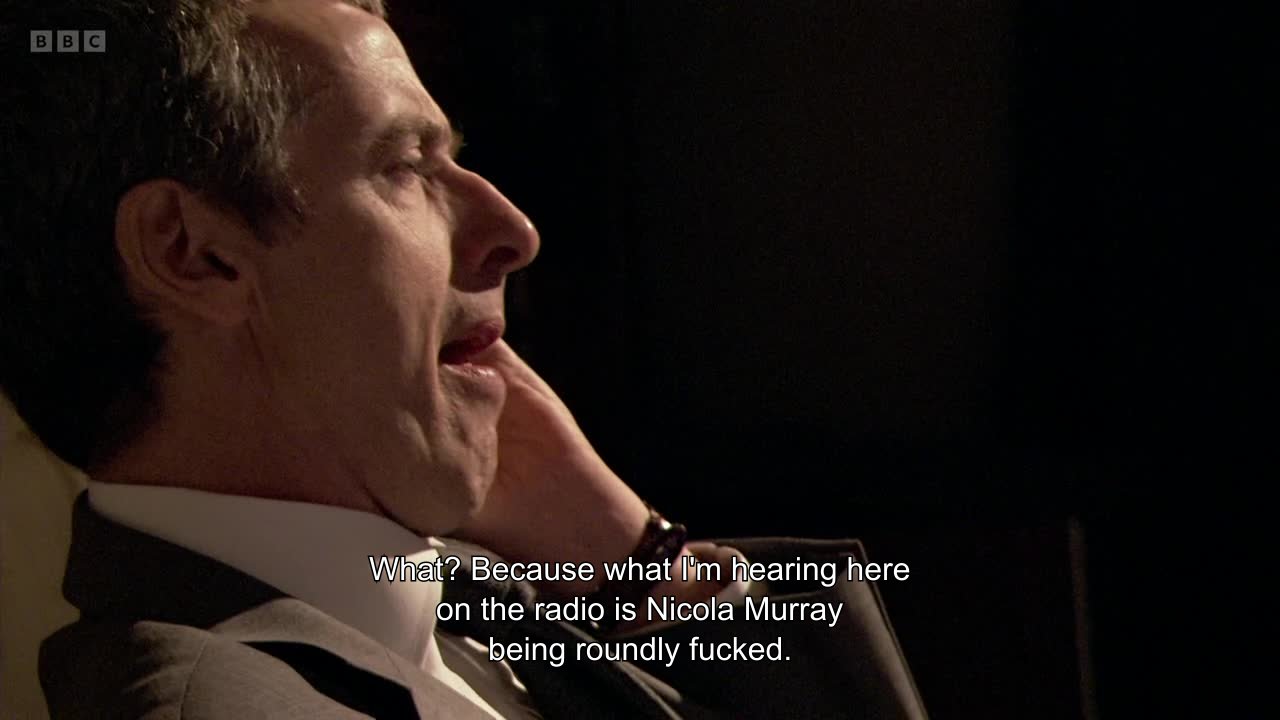 BBC
What? Because what I'm hearing here
on the radio is Nicola Murray
being roundly fucked.